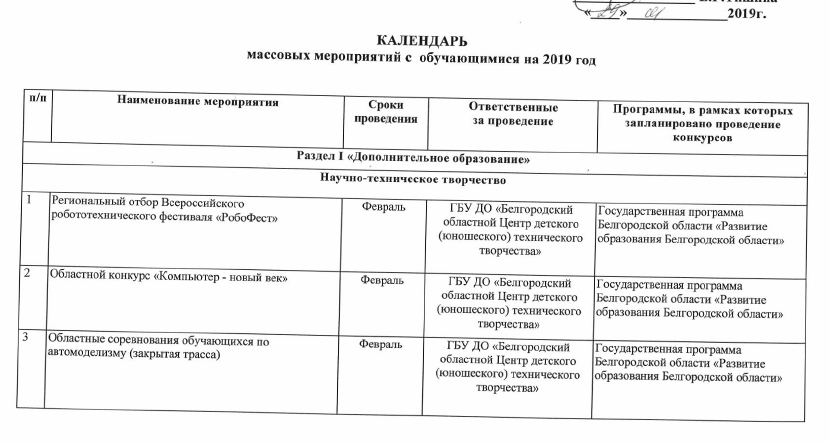 «29» 01 2019г.
КАЛЕНДАРЬ
массовых мероприятий с обучающимися на 2019 год
п/п
Наименование мероприятия
Сроки
проведения
Ответственные
за проведение
Программы, в рамках которых
запланировано проведение
конкурсов
Раздел I «Дополнительное образование»
Научно-техническое творчество
1
Региональный отбор Всероссийского
робототехнического фестиваля «РобоФест»
Февраль
ГБУ ДО «Белгородский
областной Центр детского
(юношеского) технического
творчества»
Государственная программа
Белгородской области «Развитие
образования Белгородской области»
2
Областной конкурс «Компьютер - новый век»
Февраль
ГБУ ДО «Белгородский
областной Центр детского
(юношеского) технического
творчества»
Государственная программа
Белгородской области «Развитие
образования Белгородской области»
3
Областные соревнования обучающихся по
автомоделизму (закрытая трасса)
Февраль
ГБУ ДО «Белгородский
областной Центр детского
(юношеского) технического
творчества»
Государственная программа
Белгородской области «Развитие
образования Белгородской области»